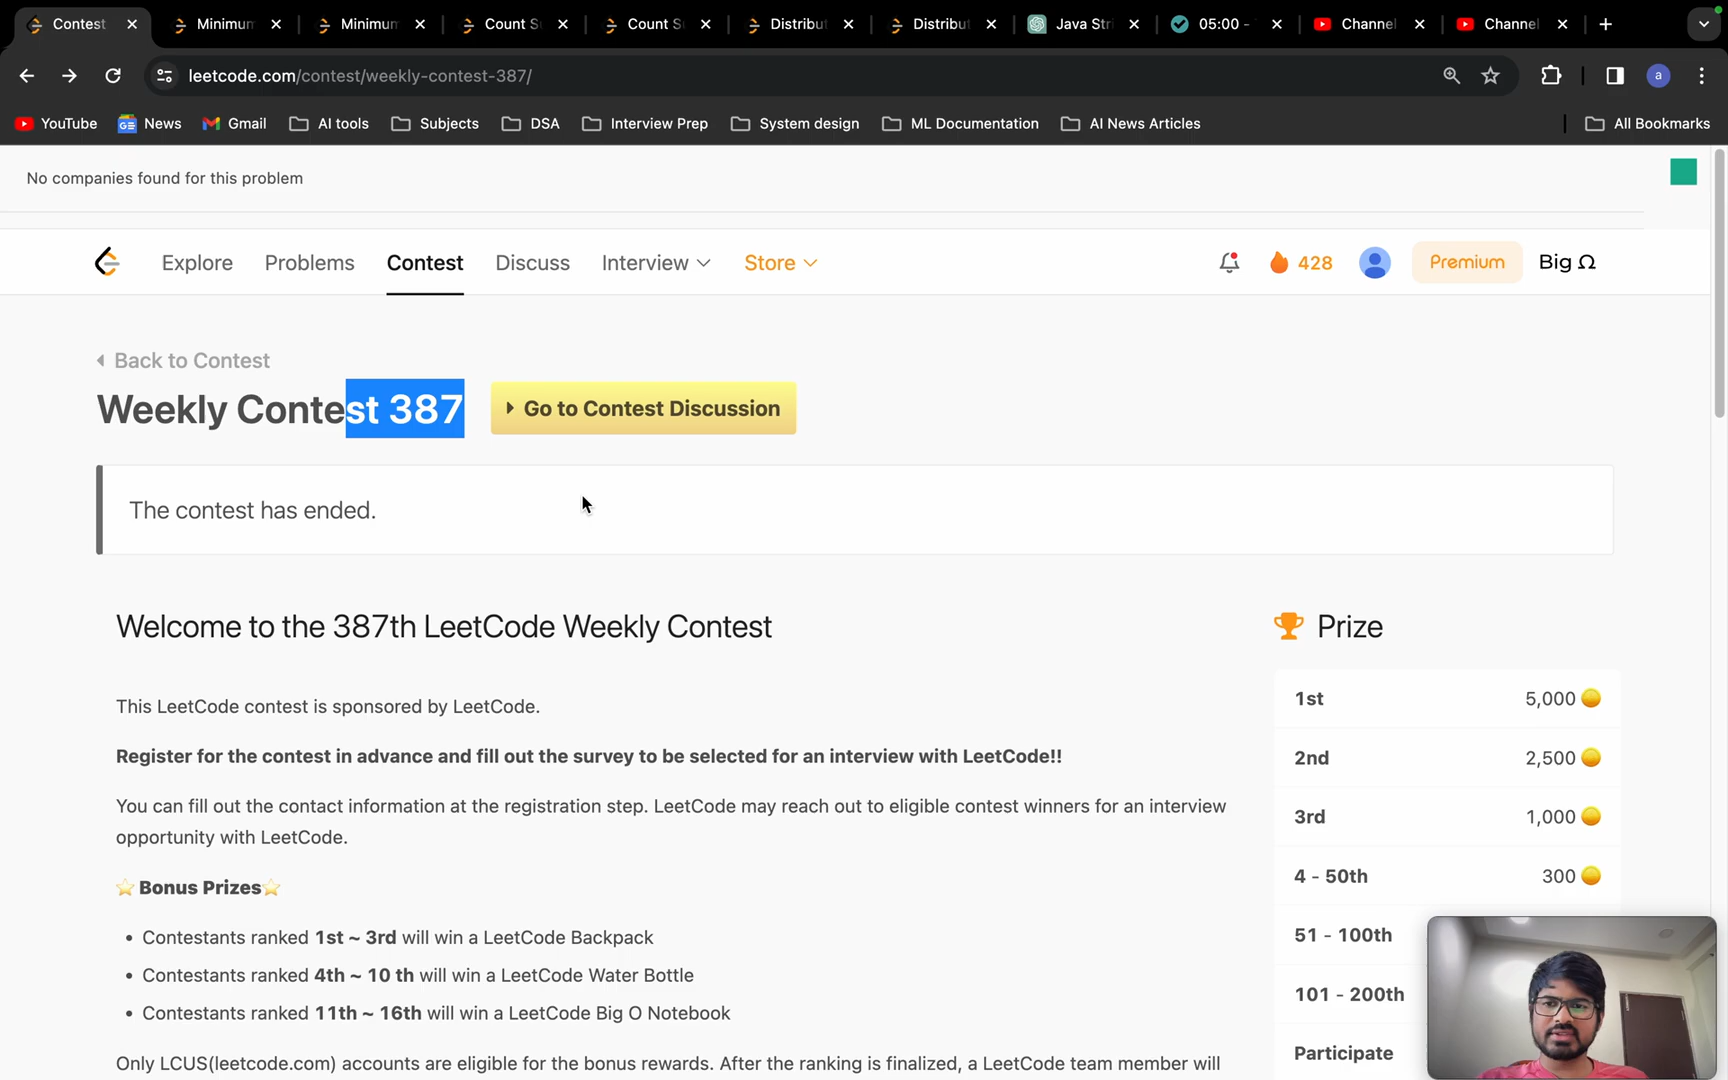 Contest
Minimum
Minimum
Count S
Count S
Distribut
Distribut
Java Stri
05:00 -
Channel
Channel
leetcode.com/contest/weekly-contest-387/
a
YouTube
News
Gmail
AI tools
Subjects
DSA
Interview Prep
System design
ML Documentation
AI News Articles
All Bookmarks
No companies found for this problem
Explore
Problems
Contest
Discuss
Interview
Store
428
Premium
Big Ω
Back to Contest
Weekly Contest 387
Go to Contest Discussion
The contest has ended.
Welcome to the 387th LeetCode Weekly Contest
Prize
This LeetCode contest is sponsored by LeetCode.
1st 5,000
Register for the contest in advance and fill out the survey to be selected for an interview with LeetCode!!
2nd 2,500
You can fill out the contact information at the registration step. LeetCode may reach out to eligible contest winners for an interview
opportunity with LeetCode.
3rd 1,000
4 - 50th 300
Bonus Prizes
51 - 100th
• Contestants ranked 1st ~ 3rd will win a LeetCode Backpack
• Contestants ranked 4th ~ 10 th will win a LeetCode Water Bottle
101 - 200th
• Contestants ranked 11th ~ 16th will win a LeetCode Big O Notebook
Participate
Only LCUS(leetcode.com) accounts are eligible for the bonus rewards. After the ranking is finalized, a LeetCode team member will